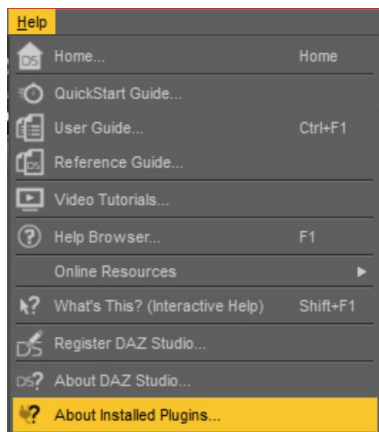 Help
Home... Home
QuickStart Guide...
User Guide... Ctrl+F1
Reference Guide...
Video Tutorials...
Help Browser... F1
Online Resources
What's This? (Interactive Help) Shift+F1
Register DAZ Studio...
About DAZ Studio...
About Installed Plugins...